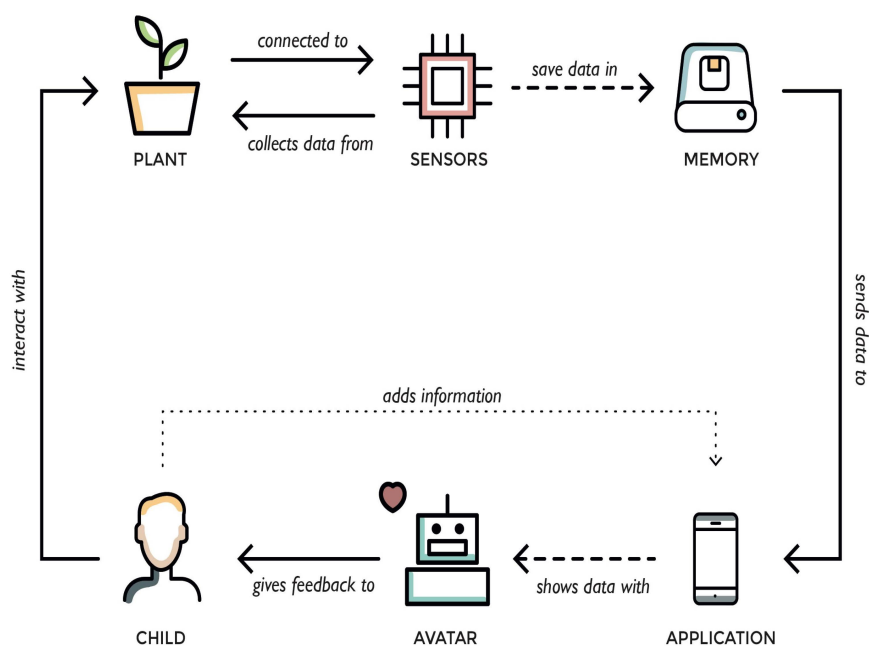 connected to
save data in
collects data from
PLANT
SENSORS
MEMORY
interact with
sends data to
adds information
gives feedback to
shows data with
CHILD
AVATAR
APPLICATION